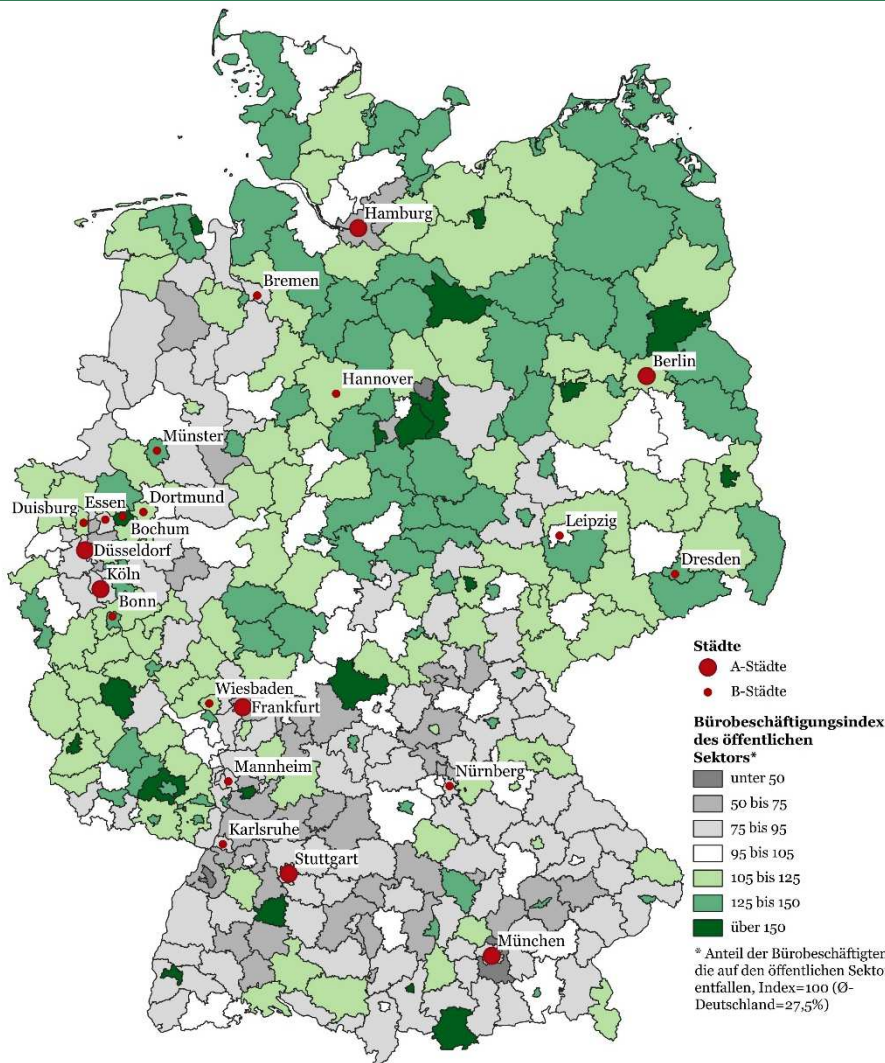 Hamburg
Bremen
Berlin
Hannover
Münster
Dortmund
Essen
Duisburg
Bochum
Leipzig
Düsseldorf
Dresden
Köln
Bonn
Wiesbaden
Frankfurt
Mannheim
Nürnberg
Karlsruhe
Stuttgart
München
Städte
A-Städte
B-Städte
Bürobeschäftigungsindex
des öffentlichen
Sektors*
unter 50
50 bis 75
75 bis 95
95 bis 105
105 bis 125
125 bis 150
über 150
* Anteil der Bürobeschäftigten
die auf den öffentlichen Sekto
entfallen, Index=100 (Ø-
Deutschland=27,5%)